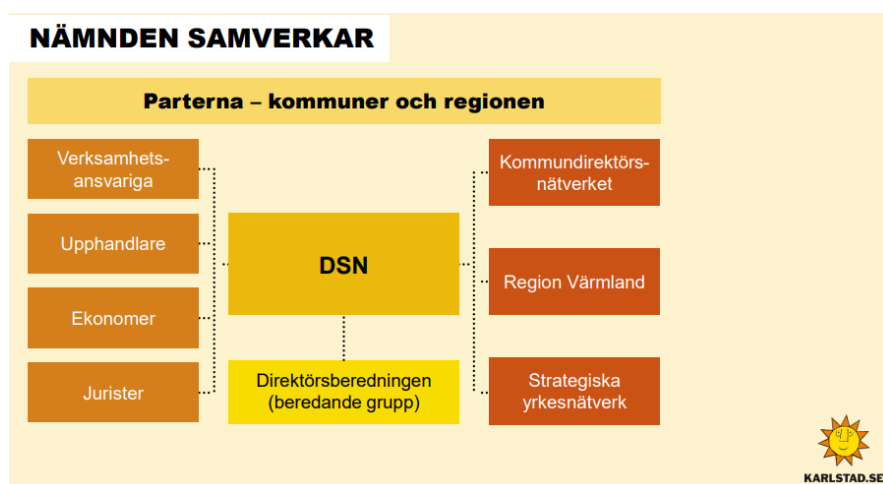 NÄMNDEN SAMVERKAR
Parterna – kommuner och regionen
Verksamhets-
ansvariga
Upphandlare
Ekonomer
Jurister
DSN
Direktörsberedningen
(beredande grupp)
Kommundirektörs-
nätverket
Region Värmland
Strategiska
yrkesnätverk
KARLSTAD.SE